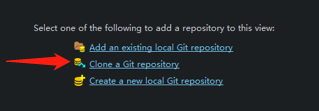 Select one of the following to add a repository to this view:
Add an existing local Git repository
Clone a Git repository
Create a new local Git repository